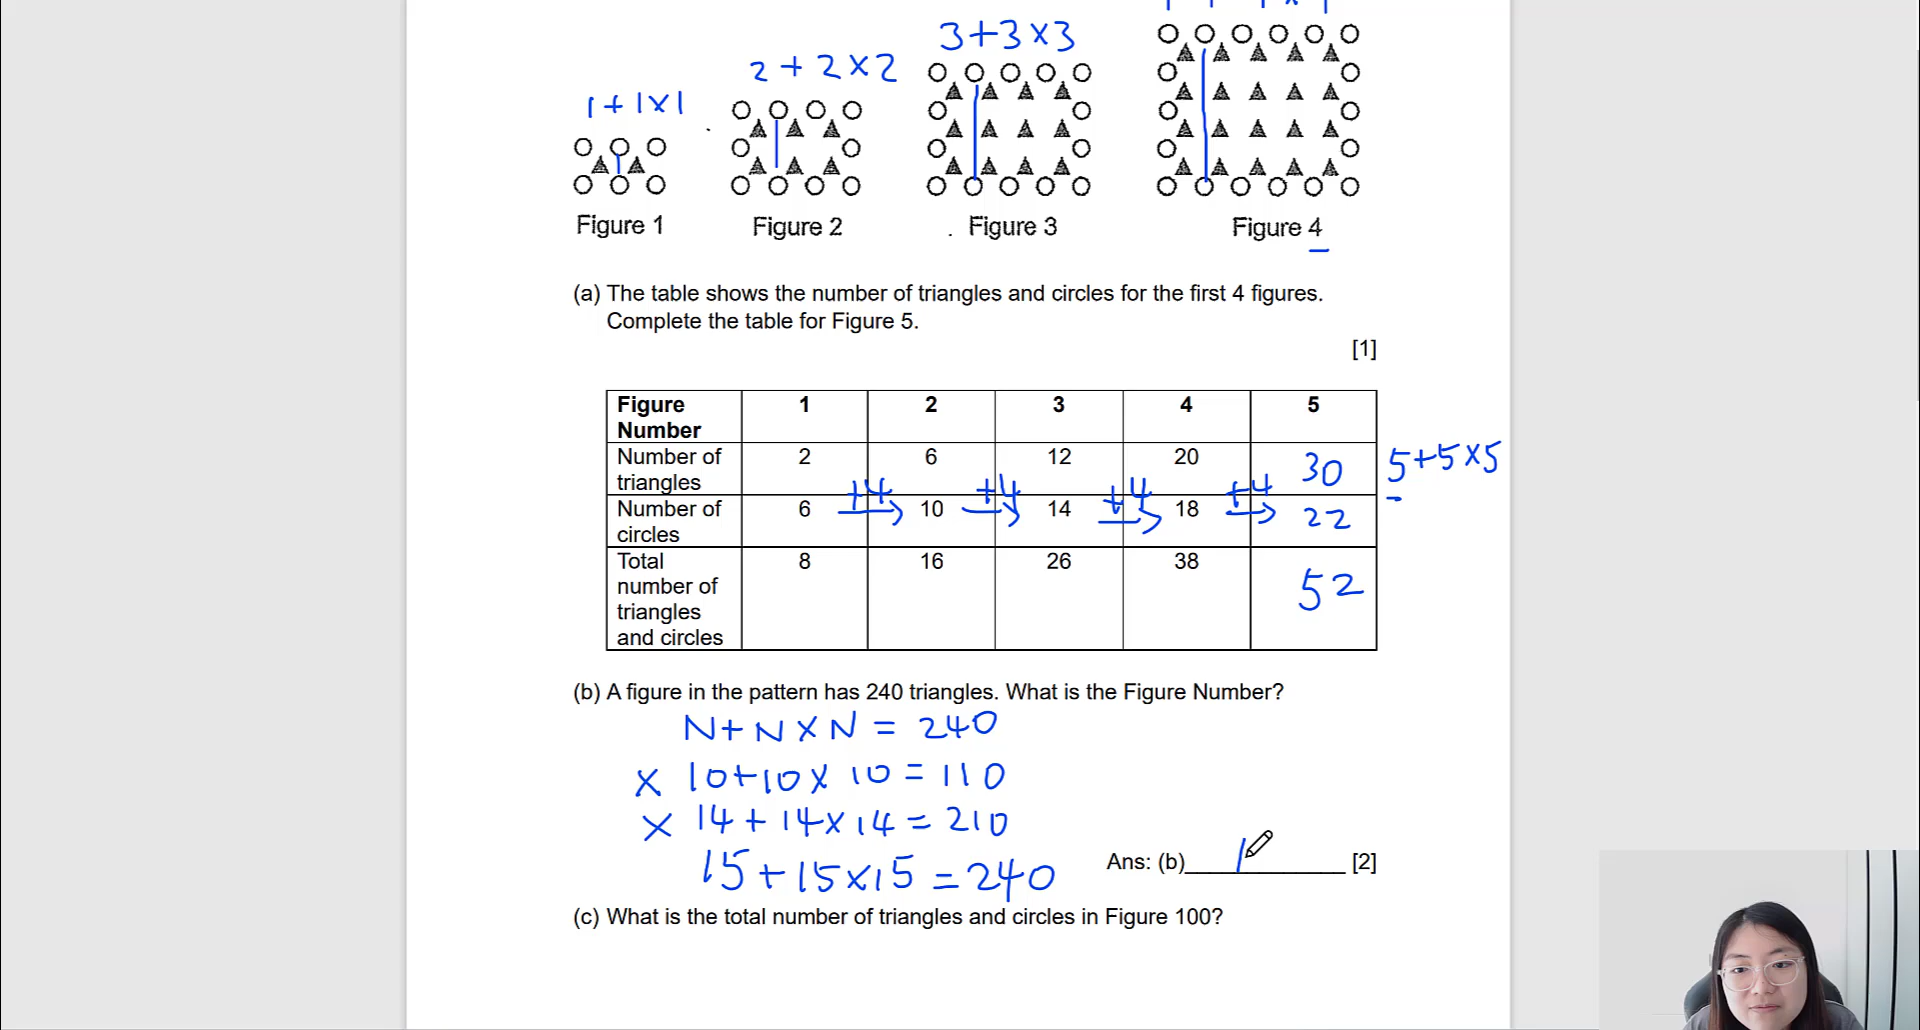 3+3×3
2+2×2
1+1×1
Figure 1
Figure 2
Figure 3
Figure 4
(a) The table shows the number of triangles and circles for the first 4 figures.
Complete the table for Figure 5.
[1]
Figure Number 1 2 3 4 5
Number of triangles 2 6 12 20 30
5+5×5
+4 +4 +4 +4
Number of circles 6 10 14 18 22
Total number of triangles and circles 8 16 26 38 52
(b) A figure in the pattern has 240 triangles. What is the Figure Number?
N+N×N=240
× 10+10×10=110
× 14+14×14=210
15+15×15=240
Ans: (b)______________ [2]
1
(c) What is the total number of triangles and circles in Figure 100?